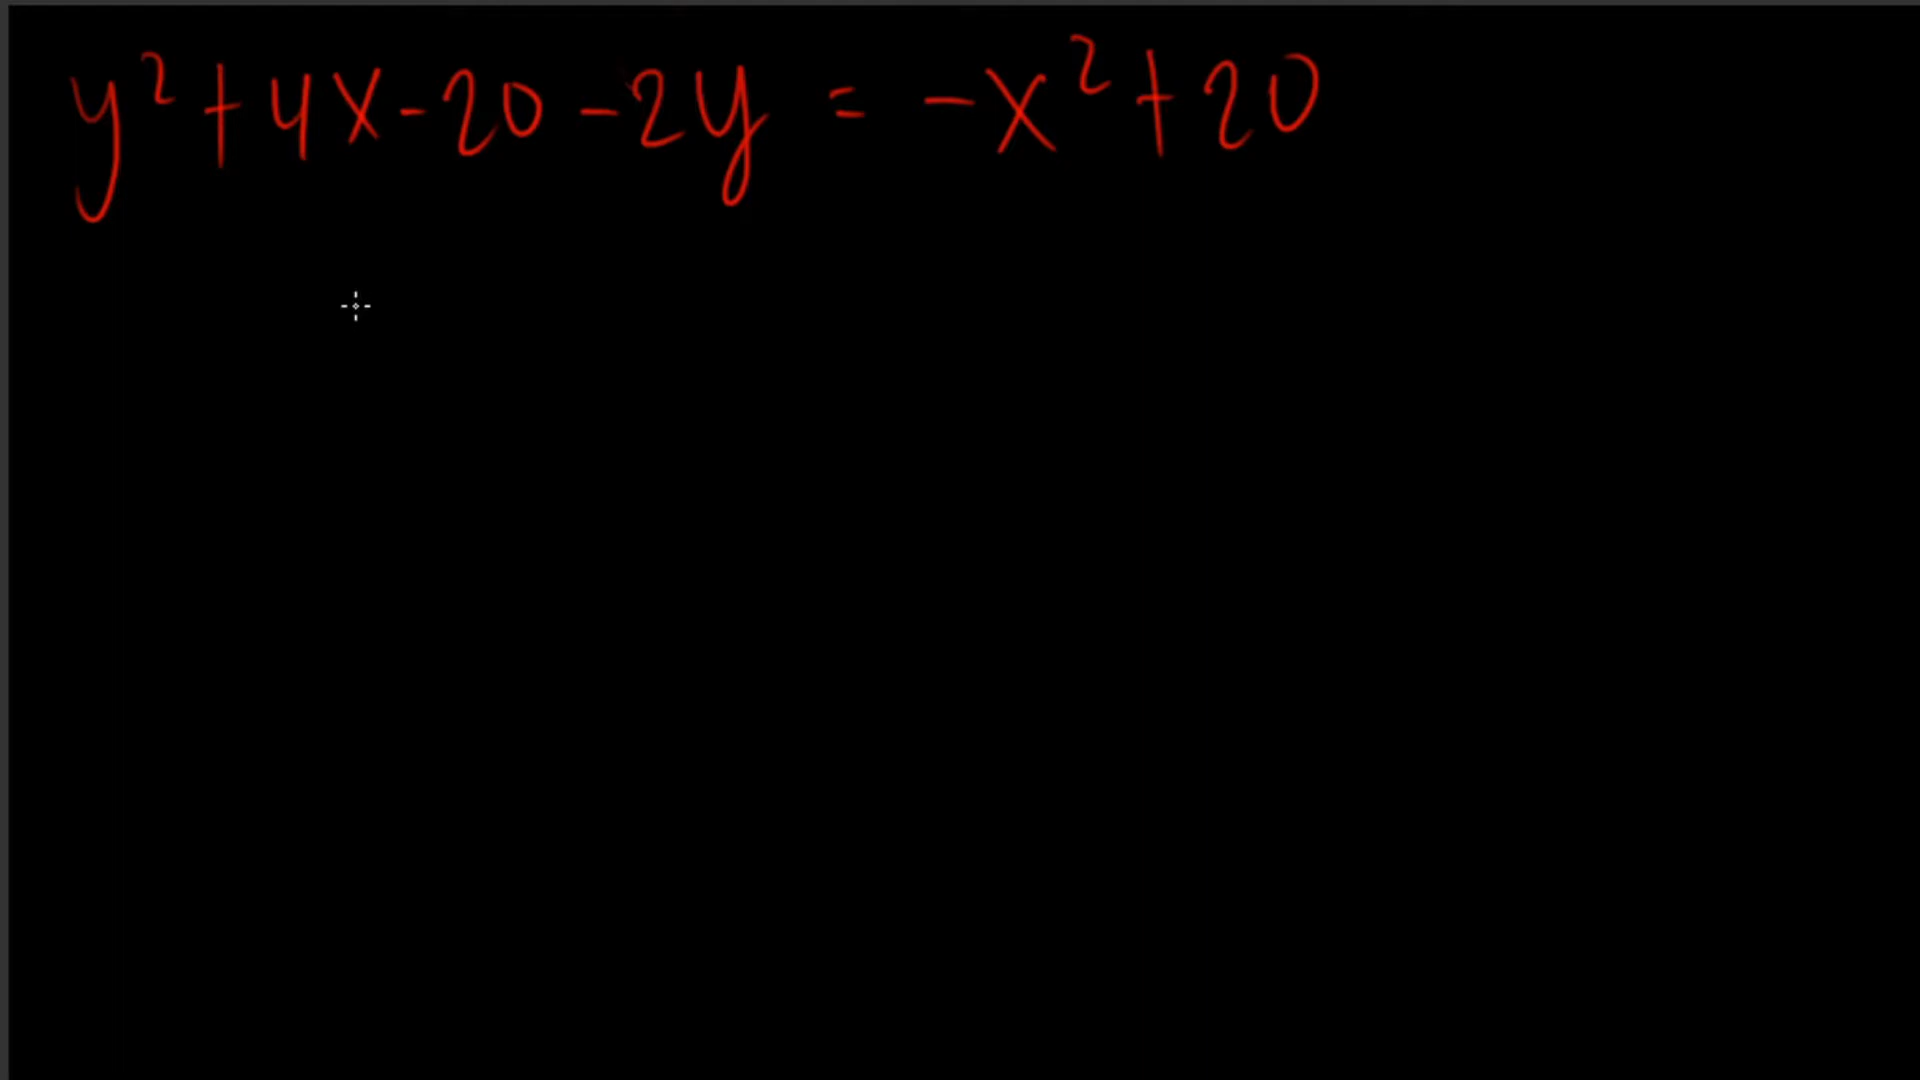 y² + 4x - 20 - 2y = -x² + 20